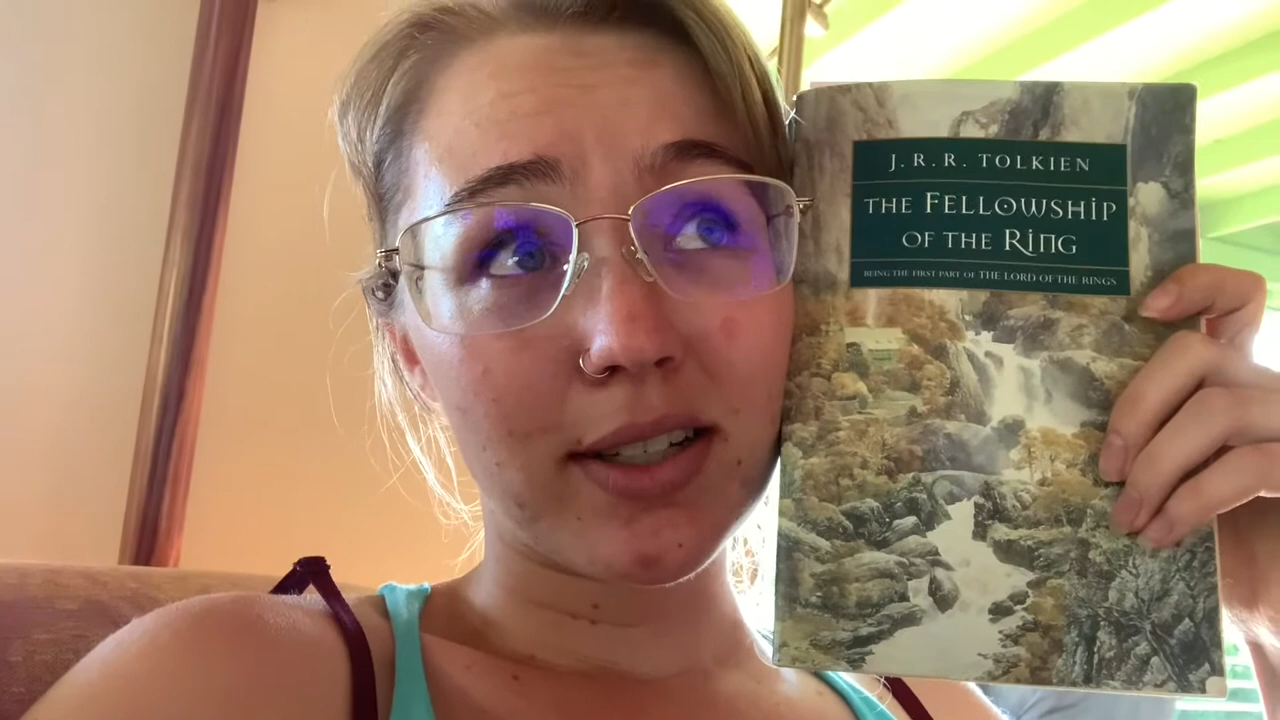 J.R.R. TOLKIEN
THE FELLOWSHIP
OF THE RING
BEING THE FIRST PART OF THE LORD OF THE RINGS